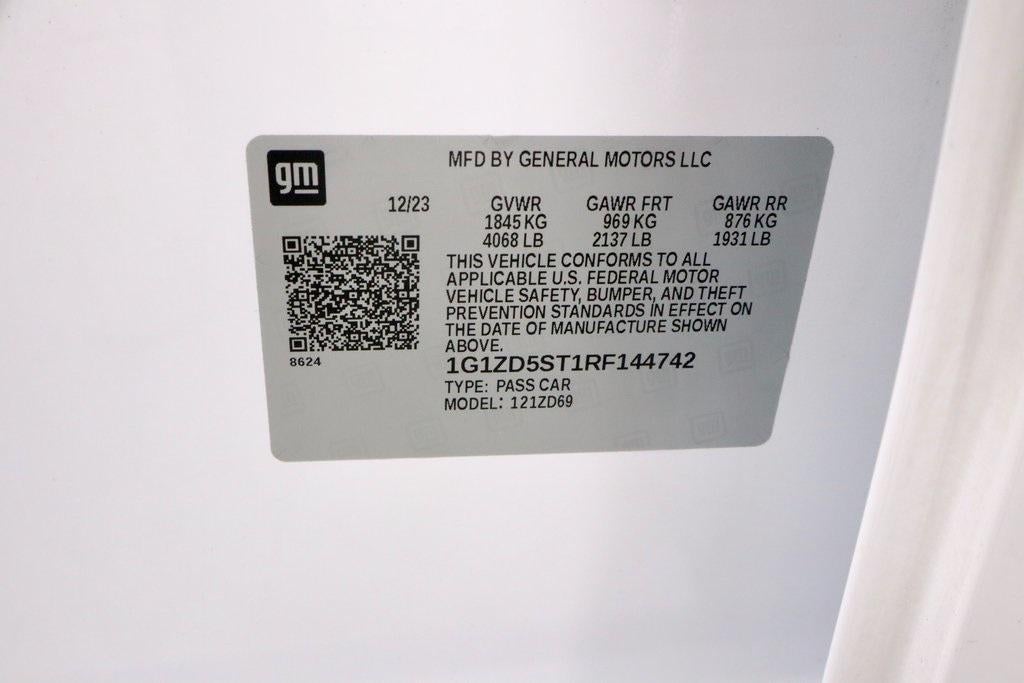 gm
MFD BY GENERAL MOTORS LLC
12/23 GVWR GAWR FRT GAWR RR
1845 KG 969 KG 876 KG
4068 LB 2137 LB 1931 LB
THIS VEHICLE CONFORMS TO ALL
APPLICABLE U.S. FEDERAL MOTOR
VEHICLE SAFETY, BUMPER, AND THEFT
PREVENTION STANDARDS IN EFFECT ON
THE DATE OF MANUFACTURE SHOWN
ABOVE.
8624
1G1ZD5ST1RF144742
TYPE: PASS CAR
MODEL: 121ZD69